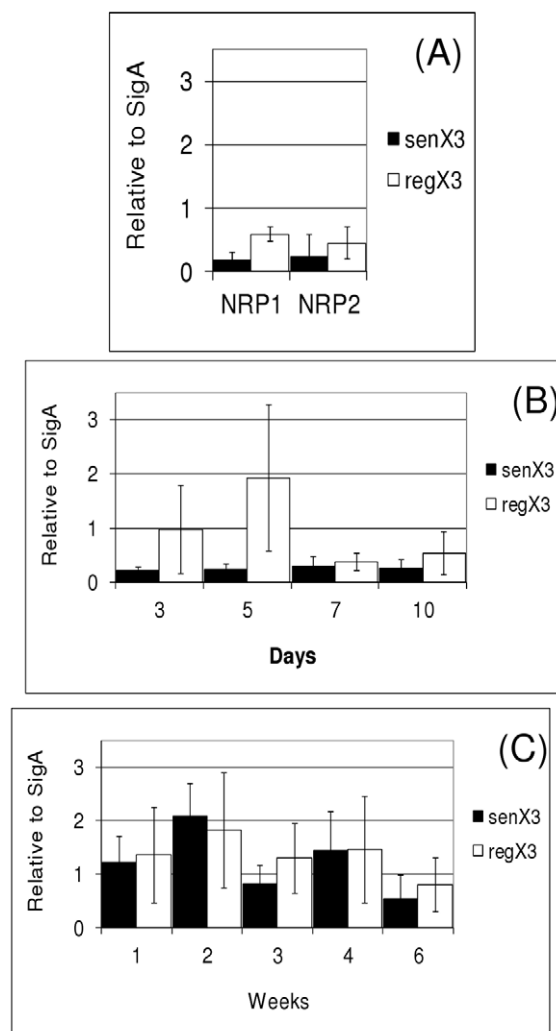 (A)
Relative to SigA
3
2
1
0
senX3
regX3
NRP1 NRP2
(B)
Relative to SigA
3
2
1
0
senX3
regX3
3 5 7 10
Days
(C)
Relative to SigA
3
2
1
0
senX3
regX3
1 2 3 4 6
Weeks